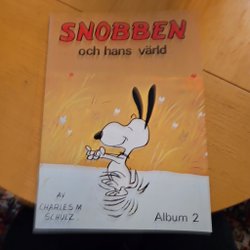 SNOBBEN
och hans värld
AV
CHARLES M
SCHULZ
Album 2